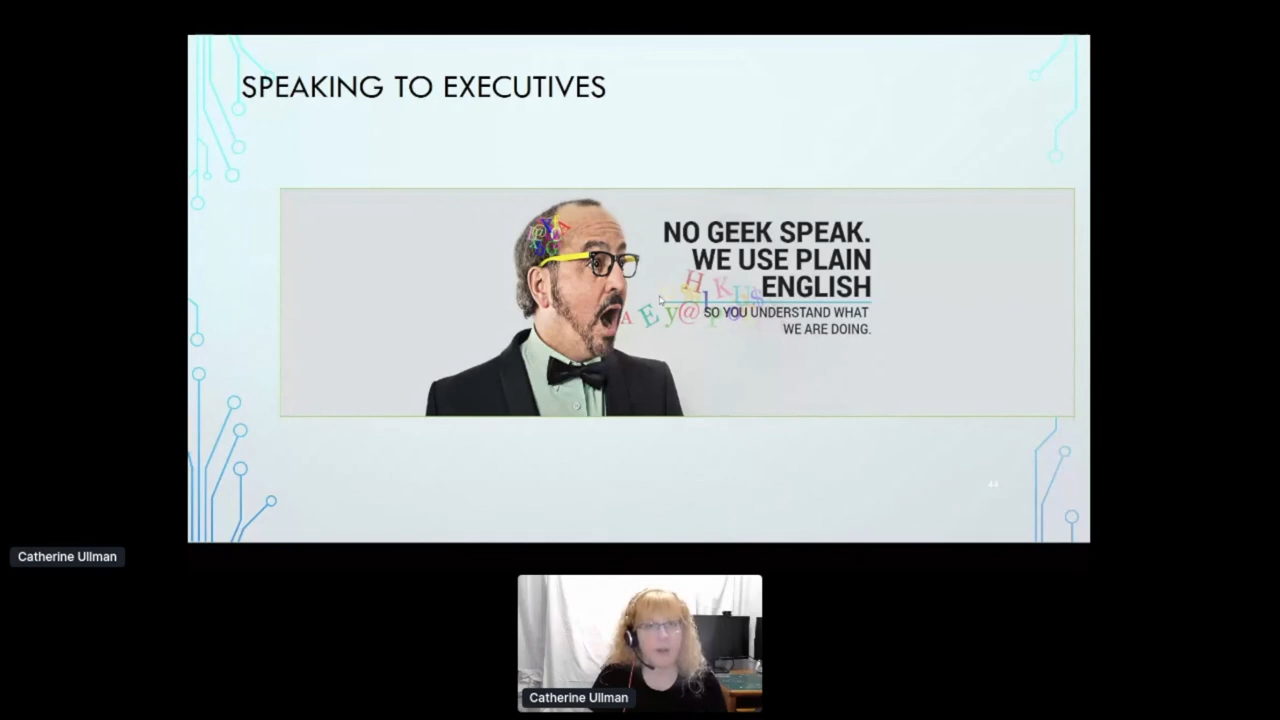 SPEAKING TO EXECUTIVES
NO GEEK SPEAK.
WE USE PLAIN
ENGLISH
SO YOU UNDERSTAND WHAT
WE ARE DOING.
44
Catherine Ullman
Catherine Ullman